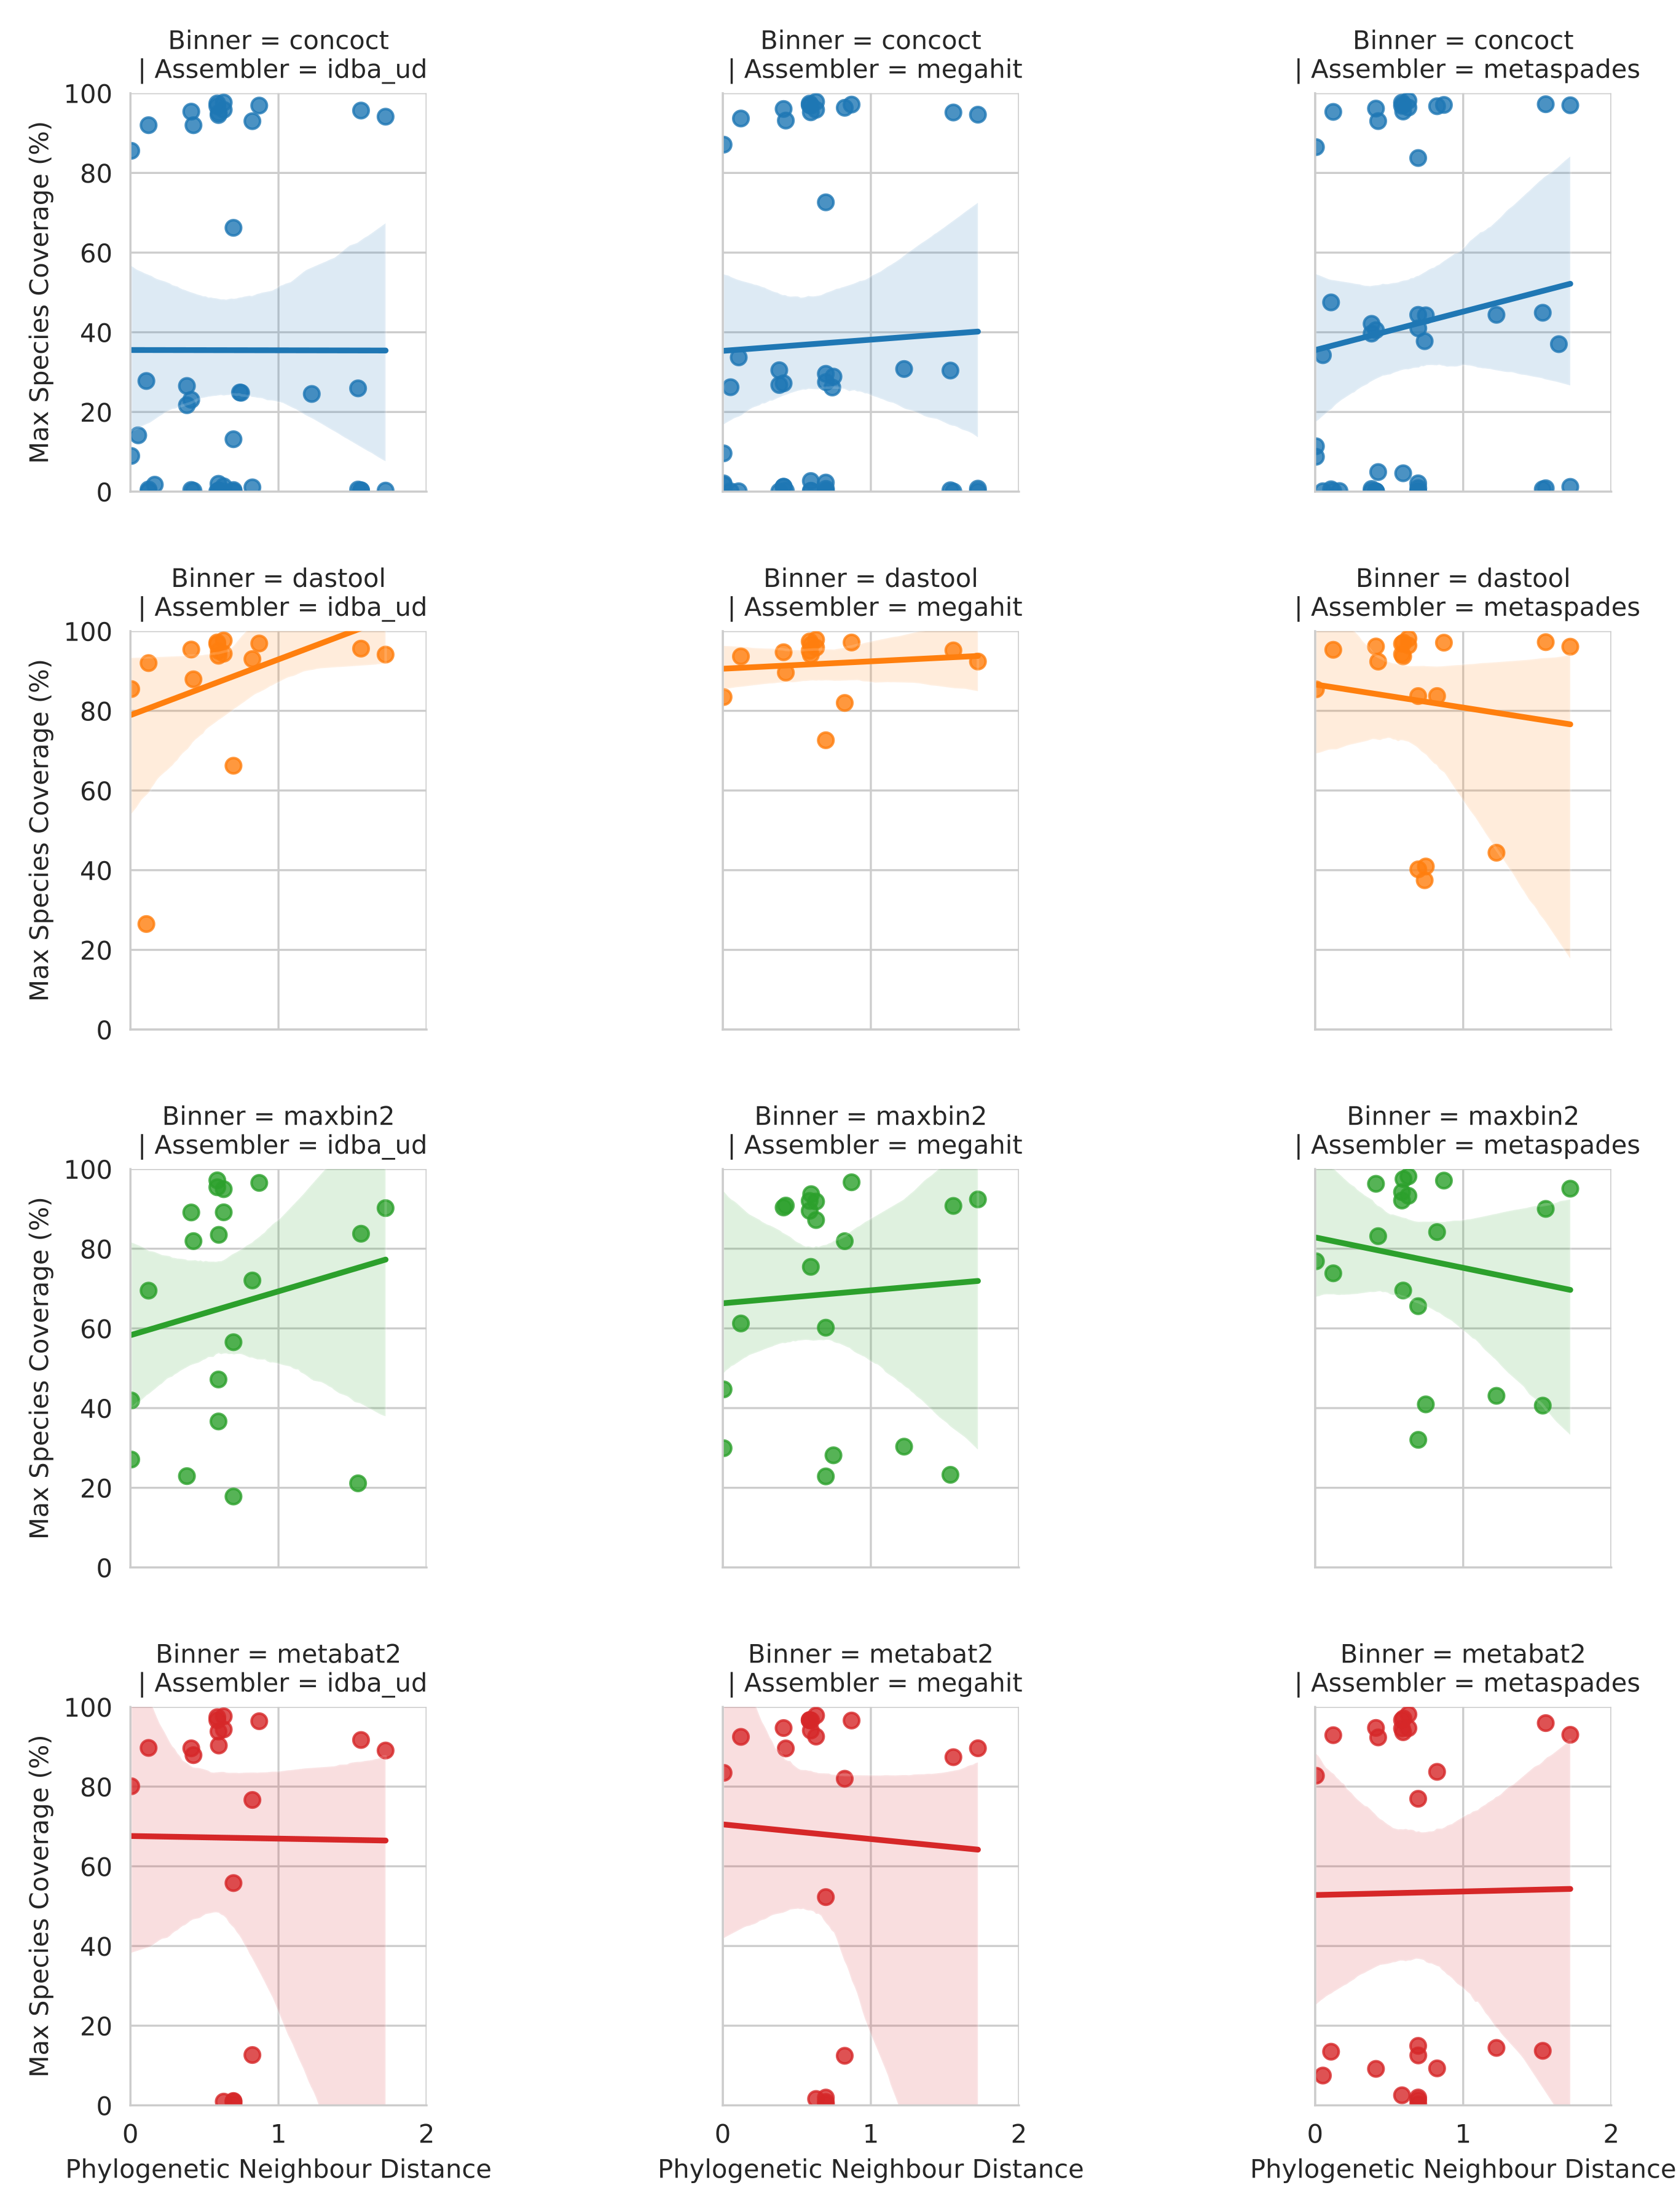 Binner = concoct
| Assembler = idba_ud
Binner = concoct
| Assembler = megahit
Binner = concoct
| Assembler = metaspades
Max Species Coverage (%)
100
80
60
40
20
0
Binner = dastool
| Assembler = idba_ud
Binner = dastool
| Assembler = megahit
Binner = dastool
| Assembler = metaspades
Max Species Coverage (%)
100
80
60
40
20
0
Binner = maxbin2
| Assembler = idba_ud
Binner = maxbin2
| Assembler = megahit
Binner = maxbin2
| Assembler = metaspades
Max Species Coverage (%)
100
80
60
40
20
0
Binner = metabat2
| Assembler = idba_ud
Binner = metabat2
| Assembler = megahit
Binner = metabat2
| Assembler = metaspades
Max Species Coverage (%)
100
80
60
40
20
0
0 1 2
Phylogenetic Neighbour Distance
0 1 2
Phylogenetic Neighbour Distance
0 1 2
Phylogenetic Neighbour Distance